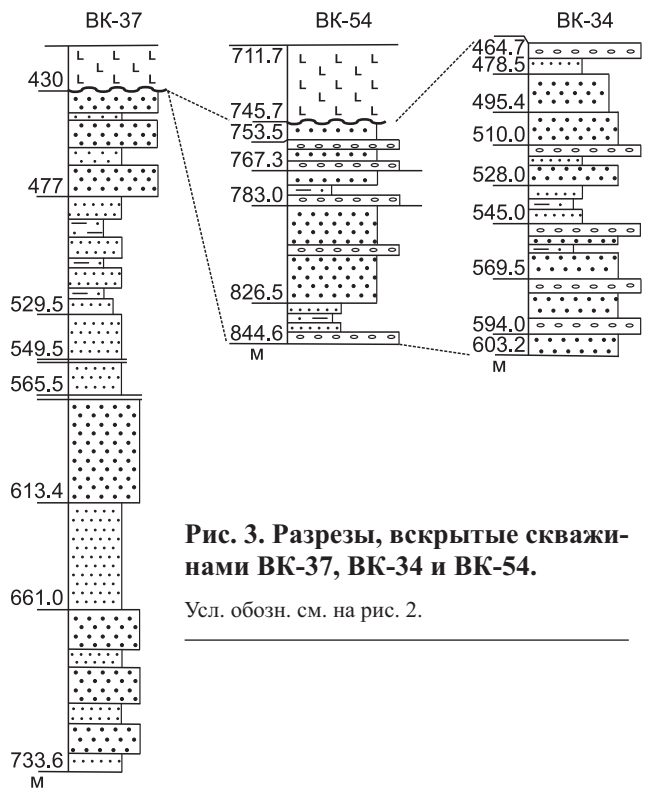 ВК-37
430
477
529.5
549.5
565.5
613.4
661.0
733.6
м
ВК-54
711.7
745.7
753.5
767.3
783.0
826.5
844.6
м
ВК-34
464.7
478.5
495.4
510.0
528.0
545.0
569.5
594.0
603.2
м
Рис. 3. Разрезы, вскрытые скважи-
нами ВК-37, ВК-34 и ВК-54.
Усл. обозн. см. на рис. 2.